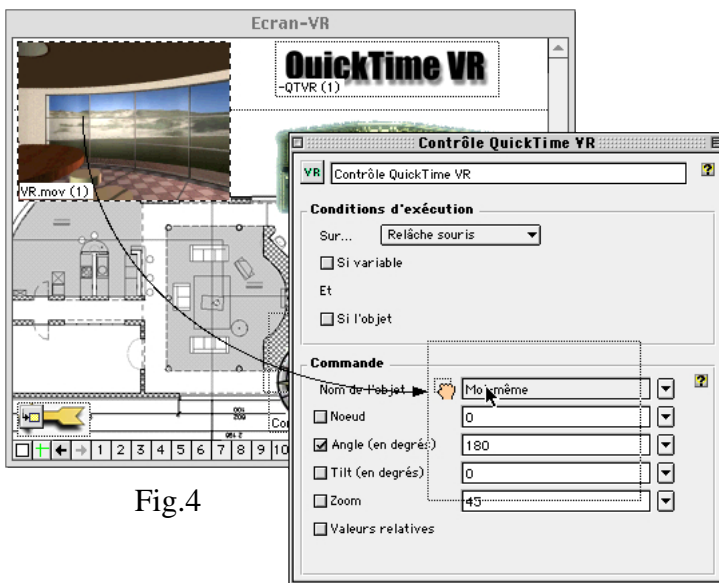 Ecran-VR
QuickTime VR
-QTVR (1)
VR.mov (1)
Contrôle QuickTime VR
VR Contrôle QuickTime VR
Conditions d'exécution
Sur... Relâche souris
Si variable
Et
Si l'objet
Commande
Nom de l'objet Moi-même
Noeud 0
Angle (en degrés) 180
Tilt (en degrés) 0
Zoom 45
Valeurs relatives
Co
1 2 3 4 5 6 7 8 9 10
Fig.4